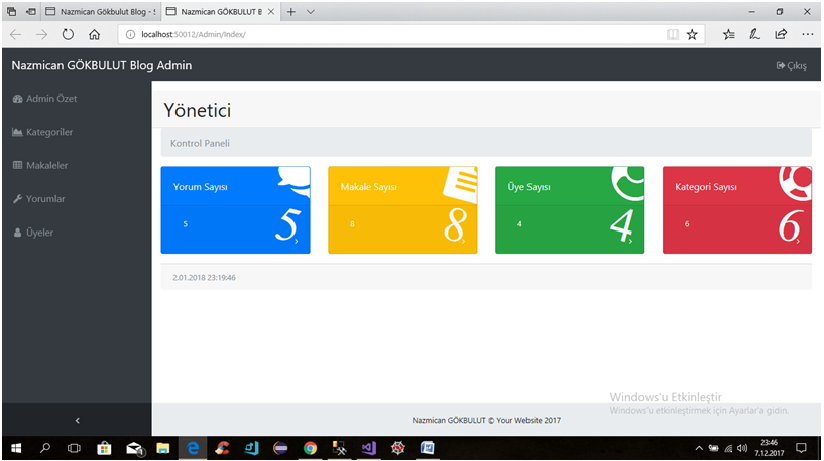 Nazmican Gökbulut Blog - S
Nazmican Gökbulut B
localhost:50012/Admin/Index/
Nazmican GÖKBULUT Blog Admin
Çıkış
Admin Özet
Kategoriler
Makaleler
Yorumlar
Üyeler
Yönetici
Kontrol Paneli
Yorum Sayısı
5
5
Makale Sayısı
8
8
Üye Sayısı
4
4
Kategori Sayısı
6
6
2.01.2018 23:19:46
Windows'u Etkinleştir
Windows'u etkinleştirmek için Ayarlar'a gidin.
Nazmican GÖKBULUT © Your Website 2017
23:46
7.12.2017